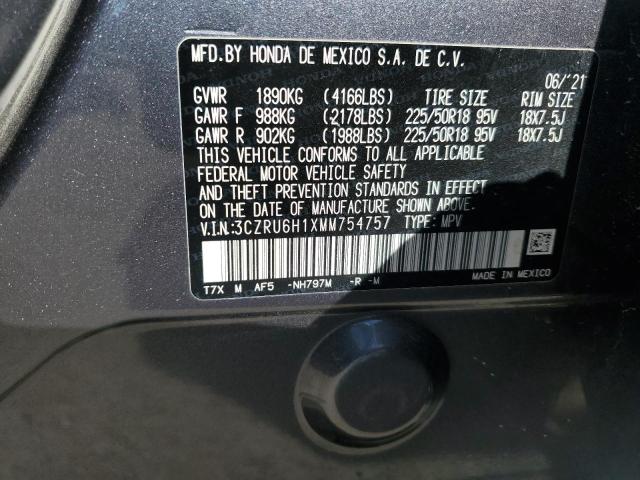 MFD.BY HONDA DE MEXICO S.A. DE C.V.
06/'21
GVWR 1890KG (4166LBS) TIRE SIZE RIM SIZE
GAWR F 988KG (2178LBS) 225/50R18 95V 18X7.5J
GAWR R 902KG (1988LBS) 225/50R18 95V 18X7.5J
THIS VEHICLE CONFORMS TO ALL APPLICABLE
FEDERAL MOTOR VEHICLE SAFETY
AND THEFT PREVENTION STANDARDS IN EFFECT
ON THE DATE OF MANUFACTURE SHOWN ABOVE.
V.I.N:3CZRU6H1XMM754757 TYPE: MPV
MADE IN MEXICO
T7X M AF5 -NH797M -R -M